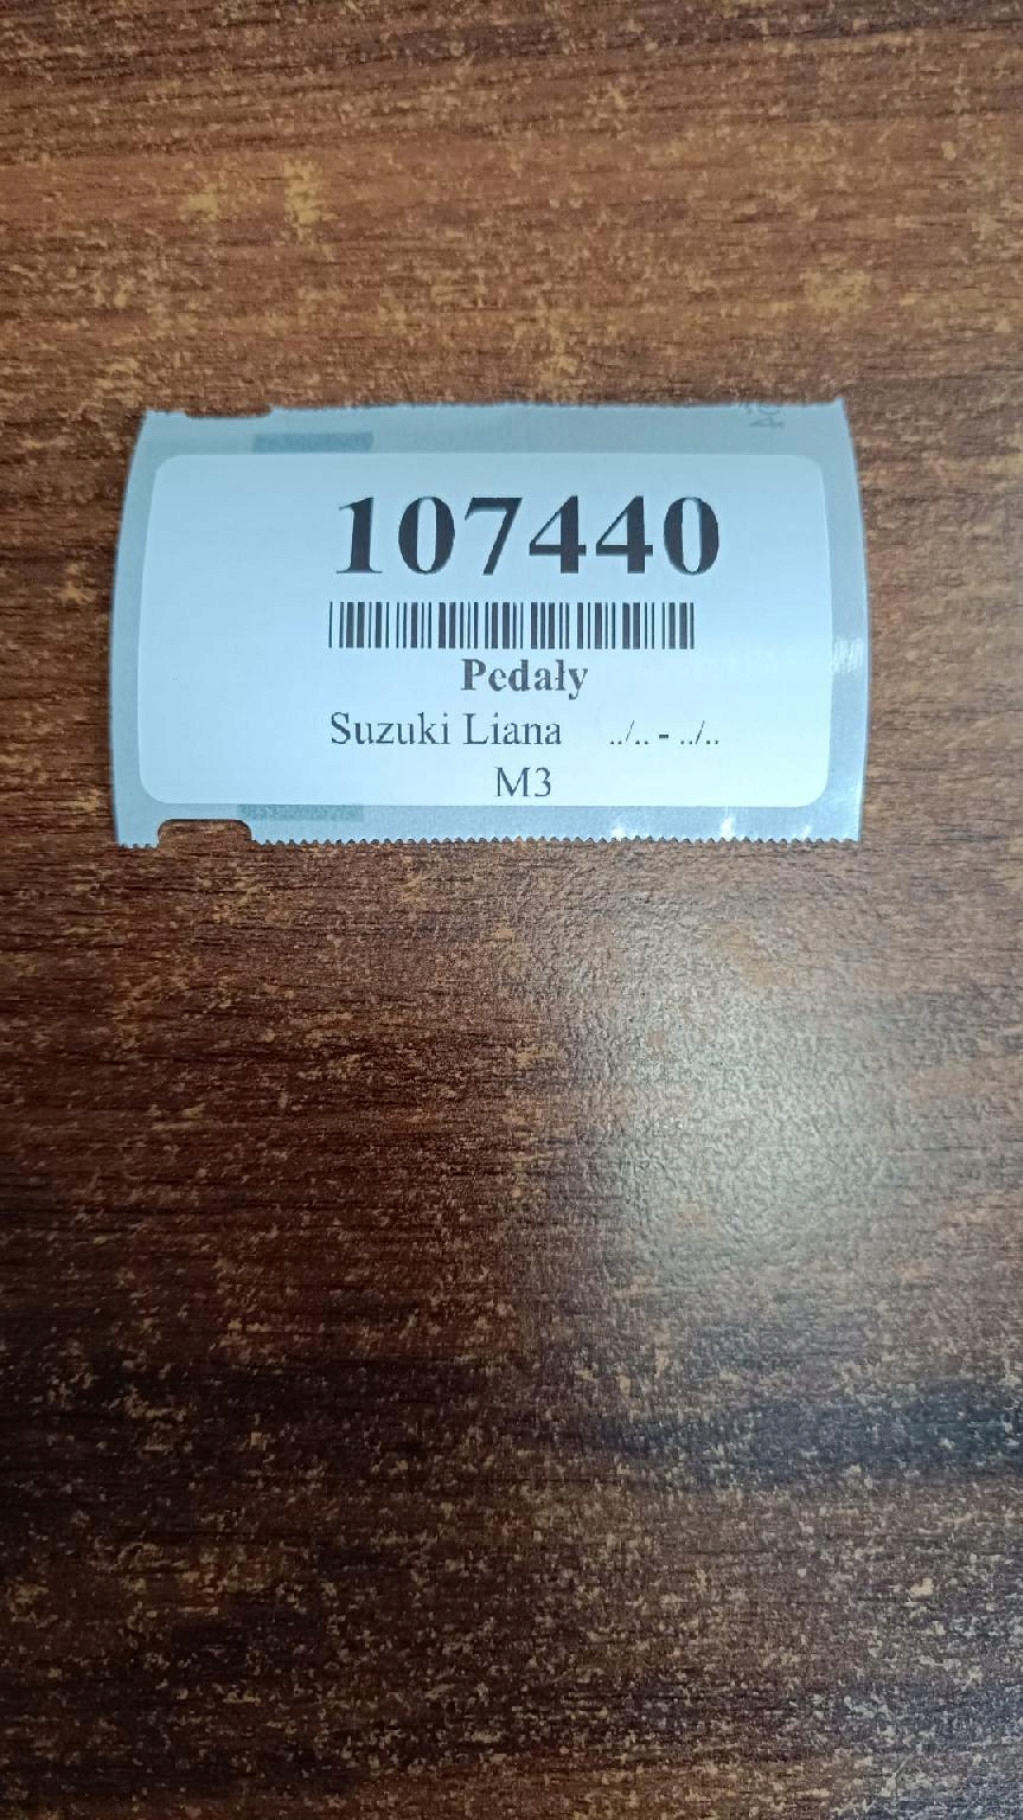 107440
Pedały
Suzuki Liana ../.. - ../..
M3